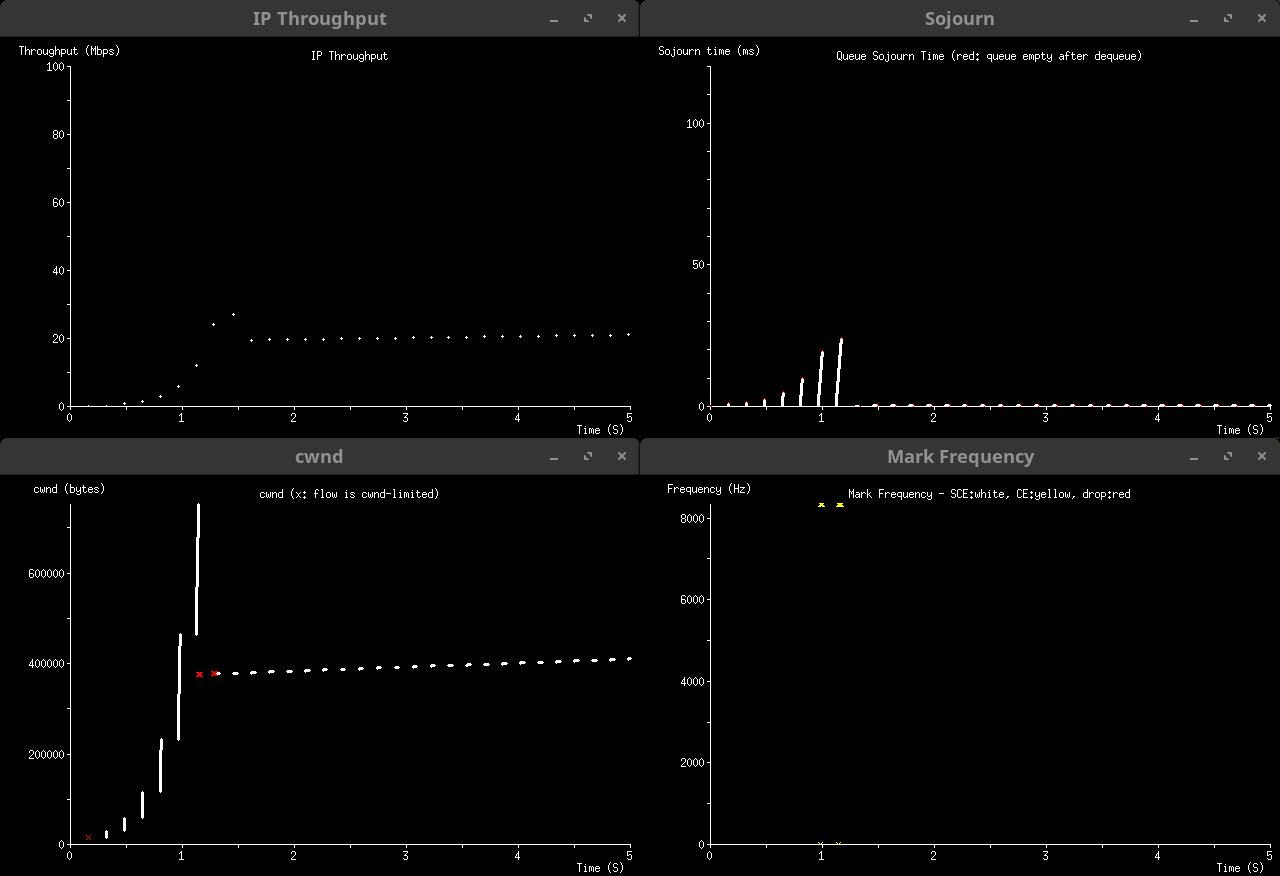 IP Throughput
Throughput (Mbps)
IP Throughput
100
80
60
40
20
0
0 1 2 3 4 5
Time (S)
Sojourn
Sojourn time (ms)
Queue Sojourn Time (red: queue empty after dequeue)
100
50
0
0 1 2 3 4 5
Time (S)
cwnd
cwnd (bytes)
cwnd (x: flow is cwnd-limited)
600000
400000
200000
0
0 1 2 3 4 5
Time (S)
Mark Frequency
Frequency (Hz)
Mark Frequency - SCE:white, CE:yellow, drop:red
8000
6000
4000
2000
0
0 1 2 3 4 5
Time (S)